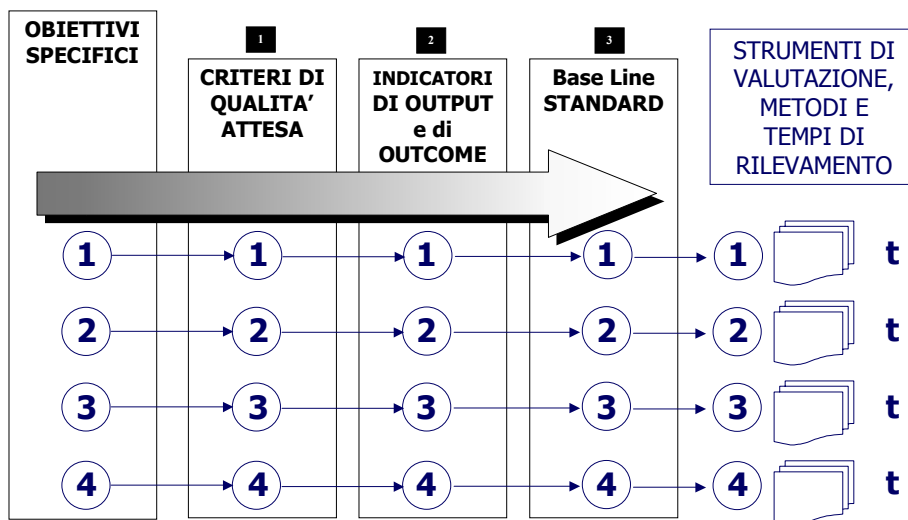 OBIETTIVI
SPECIFICI
1
CRITERI DI
QUALITA’
ATTESA
2
INDICATORI
DI OUTPUT
e di
OUTCOME
3
Base Line
STANDARD
STRUMENTI DI
VALUTAZIONE,
METODI E
TEMPI DI
RILEVAMENTO
1 1 1 1 1 t
2 2 2 2 2 t
3 3 3 3 3 t
4 4 4 4 4 t